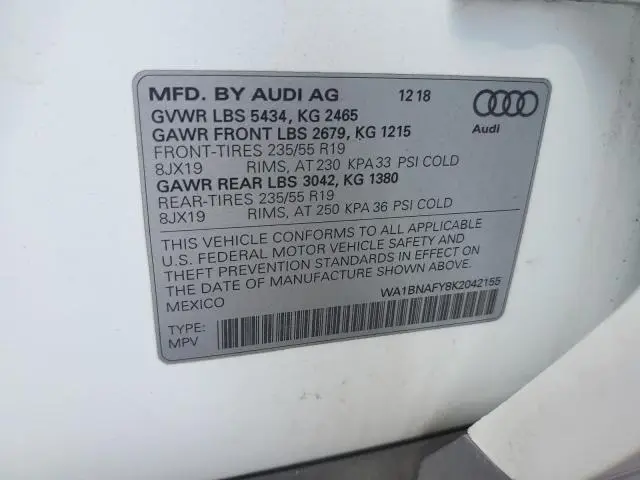 MFD. BY AUDI AG 12 18
GVWR LBS 5434, KG 2465
GAWR FRONT LBS 2679, KG 1215
FRONT-TIRES 235/55 R19
8JX19 RIMS, AT 230 KPA 33 PSI COLD
GAWR REAR LBS 3042, KG 1380
REAR-TIRES 235/55 R19
8JX19 RIMS, AT 250 KPA 36 PSI COLD
Audi
THIS VEHICLE CONFORMS TO ALL APPLICABLE
U.S. FEDERAL MOTOR VEHICLE SAFETY AND
THEFT PREVENTION STANDARDS IN EFFECT ON
THE DATE OF MANUFACTURE SHOWN ABOVE.
MEXICO
WA1BNAFY8K2042155
TYPE:
MPV